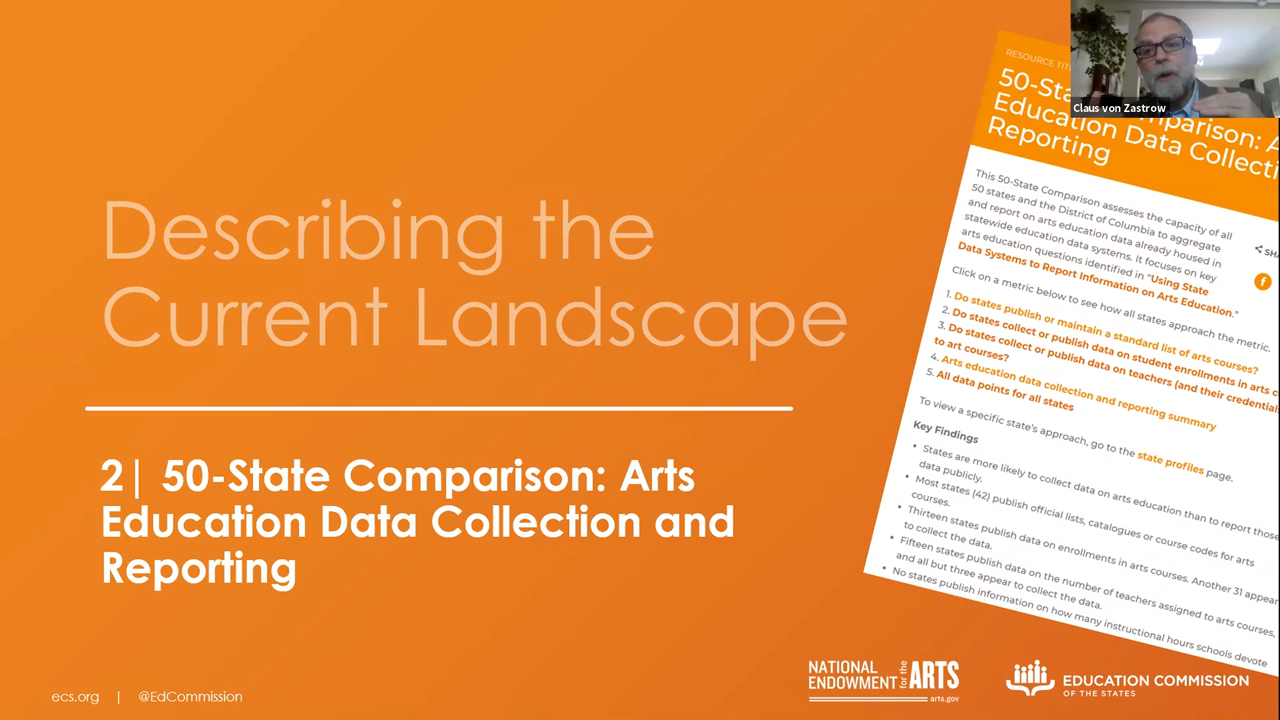 Describing the
Current Landscape
2| 50-State Comparison: Arts
Education Data Collection and
Reporting
ecs.org | @EdCommission
RESOURCE
50-Sta mparison: A
Education Data Collecti
Reporting
Claus von Zastrow
This 50-State Comparison assesses the capacity of all
50 states and the District of Columbia to aggregate
and report on arts education data already housed in
statewide education data systems. It focuses on key
arts education questions identified in "Using State
Data Systems to Report Information on Arts Education."
Click on a metric below to see how all states approach the metric.
1. Do states publish or maintain a standard list of arts courses?
2. Do states collect or publish data on student enrollments in arts c
3. Do states collect or publish data on teachers (and their credential
to art courses?
4. Arts education data collection and reporting summary
5. All data points for all states
To view a specific state's approach, go to the state profiles page.
Key Findings
• States are more likely to collect data on arts education than to report those
data publicly.
• Most states (42) publish official lists, catalogues or course codes for arts
courses.
• Thirteen states publish data on enrollments in arts courses. Another 31 appear
to collect the data.
• Fifteen states publish data on the number of teachers assigned to arts courses,
and all but three appear to collect the data.
• No states publish information on how many instructional hours schools devote
SHA
f
NATIONAL
ENDOWMENT for the ARTS
arts.gov
EDUCATION COMMISSION
OF THE STATES